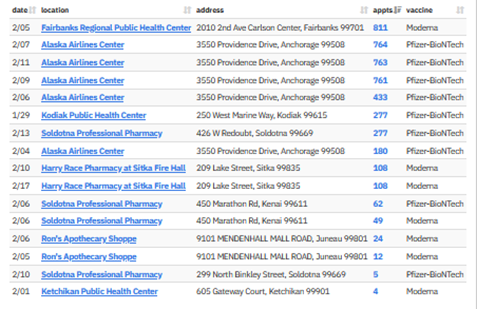 date location address appts vaccine
2/05 Fairbanks Regional Public Health Center 2010 2nd Ave Carlson Center, Fairbanks 99701 811 Moderna
2/07 Alaska Airlines Center 3550 Providence Drive, Anchorage 99508 764 Pfizer-BioNTech
2/11 Alaska Airlines Center 3550 Providence Drive, Anchorage 99508 763 Pfizer-BioNTech
2/09 Alaska Airlines Center 3550 Providence Drive, Anchorage 99508 761 Pfizer-BioNTech
2/06 Alaska Airlines Center 3550 Providence Drive, Anchorage 99508 433 Pfizer-BioNTech
1/29 Kodiak Public Health Center 250 West Marine Way, Kodiak 99615 277 Pfizer-BioNTech
2/13 Soldotna Professional Pharmacy 426 W Redoubt, Soldotna 99669 277 Pfizer-BioNTech
2/04 Alaska Airlines Center 3550 Providence Drive, Anchorage 99508 180 Pfizer-BioNTech
2/10 Harry Race Pharmacy at Sitka Fire Hall 209 Lake Street, Sitka 99835 108 Moderna
2/17 Harry Race Pharmacy at Sitka Fire Hall 209 Lake Street, Sitka 99835 108 Moderna
2/06 Soldotna Professional Pharmacy 450 Marathon Rd, Kenai 99611 62 Pfizer-BioNTech
2/06 Soldotna Professional Pharmacy 450 Marathon Rd, Kenai 99611 49 Moderna
2/06 Ron's Apothecary Shoppe 9101 MENDENHALL MALL ROAD, Juneau 99801 24 Moderna
2/05 Ron's Apothecary Shoppe 9101 MENDENHALL MALL ROAD, Juneau 99801 12 Moderna
2/10 Soldotna Professional Pharmacy 299 North Binkley Street, Soldotna 99669 5 Pfizer-BioNTech
2/01 Ketchikan Public Health Center 605 Gateway Court, Ketchikan 99901 4 Moderna